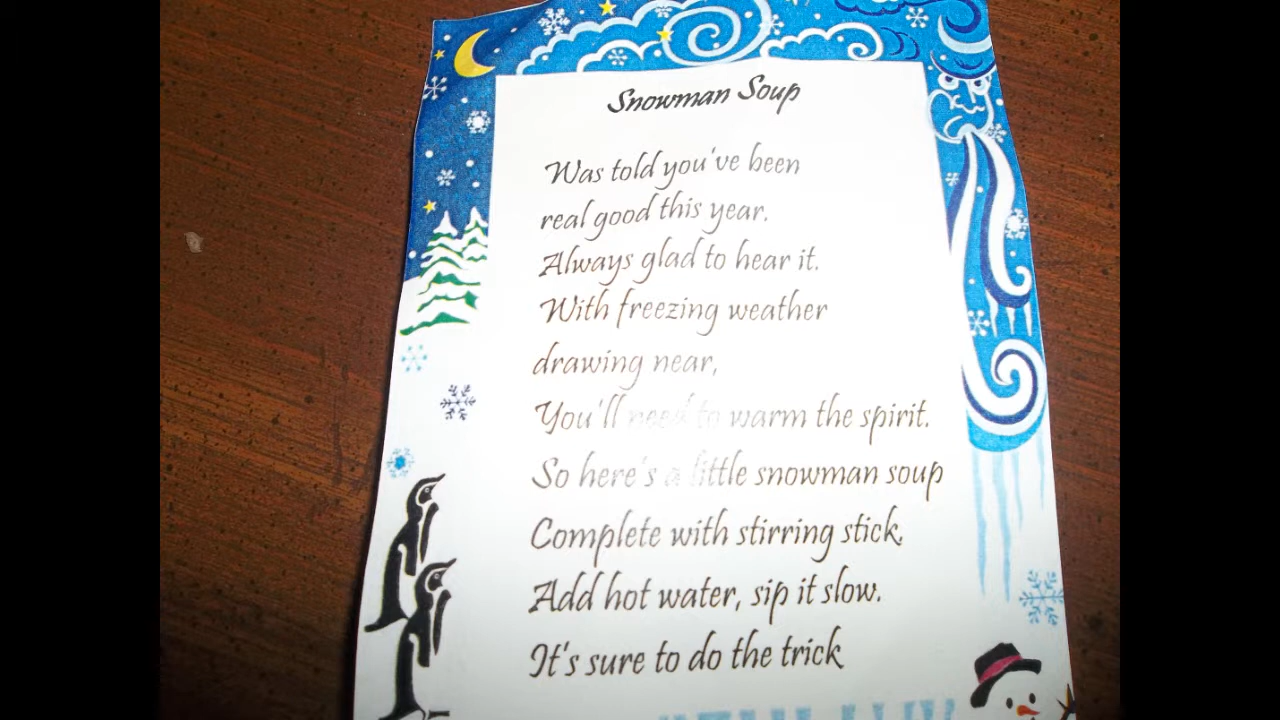 Snowman Soup
Was told you've been
real good this year.
Always glad to hear it.
With freezing weather
drawing near,
You'll need to warm the spirit.
So here's a little snowman soup
Complete with stirring stick.
Add hot water, sip it slow.
It's sure to do the trick